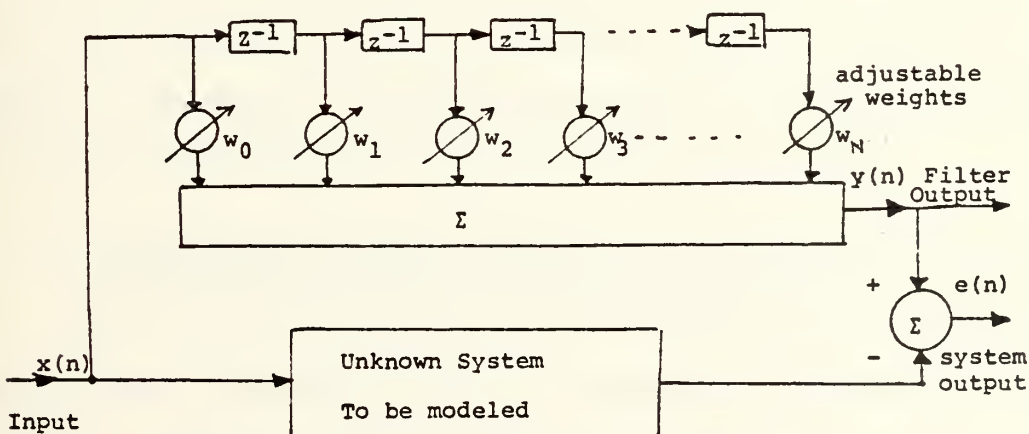 z⁻¹ z⁻¹ z⁻¹ - - - - - z⁻¹
adjustable
weights
w₀ w₁ w₂ w₃ - - - - - w_N
y(n) Filter
Output
Σ
+ e(n)
Σ
x(n) Unknown System - system
output
To be modeled
Input